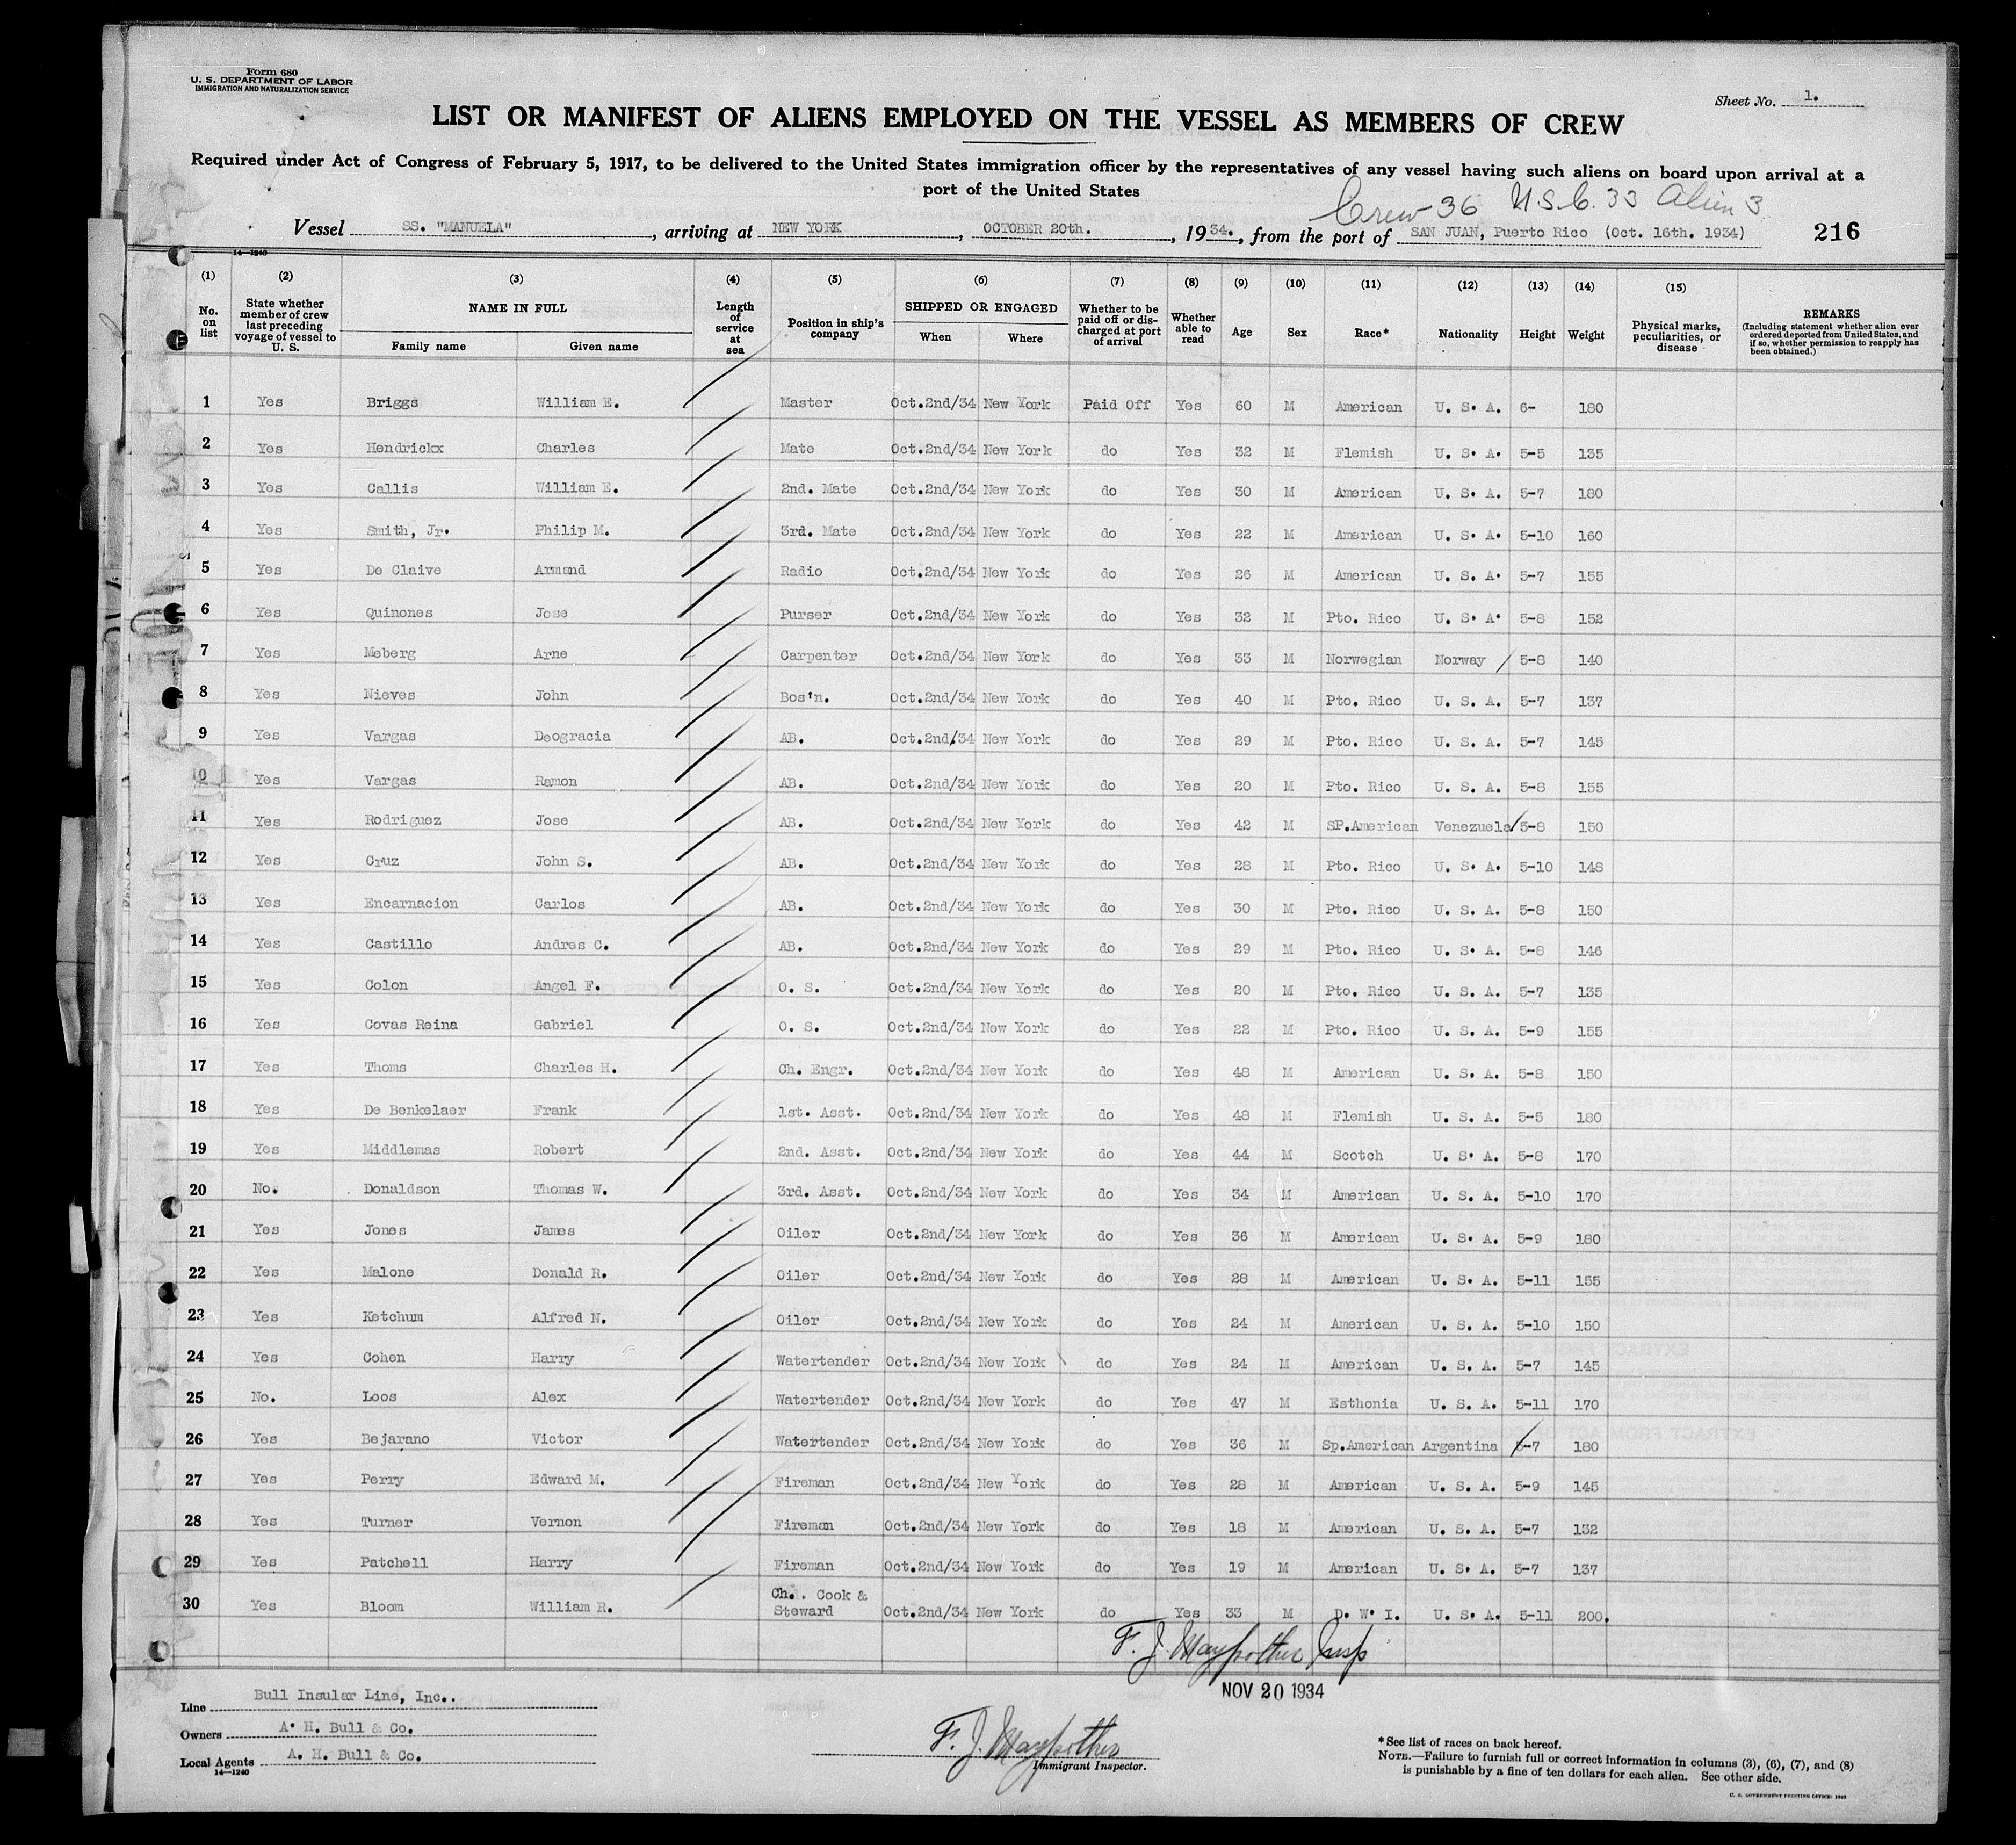 Form 680
U. S. DEPARTMENT OF LABOR
IMMIGRATION AND NATURALIZATION SERVICE
Sheet No. 1.
LIST OR MANIFEST OF ALIENS EMPLOYED ON THE VESSEL AS MEMBERS OF CREW
Required under Act of Congress of February 5, 1917, to be delivered to the United States immigration officer by the representatives of any vessel having such aliens on board upon arrival at a
port of the United States
Crew 36 U.S.C. 33 Alien 3
Vessel SS. "MANUELA", arriving at NEW YORK, OCTOBER 20th., 1934., from the port of SAN JUAN, Puerto Rico (Oct. 16th. 1934) 216
14—1240
(1) No. on list
(2) State whether member of crew last preceding voyage of vessel to U. S.
(3) NAME IN FULL Family name Given name
(4) Length of service at sea
(5) Position in ship's company
(6) SHIPPED OR ENGAGED When Where
(7) Whether to be paid off or discharged at port of arrival
(8) Whether able to read
(9) Age
(10) Sex
(11) Race*
(12) Nationality
(13) Height
(14) Weight
(15) Physical marks, peculiarities, or disease
REMARKS (Including statement whether alien ever ordered deported from United States, and if so, whether permission to reapply has been obtained.)
1 Yes Briggs William E. Master Oct.2nd/34 New York Paid Off Yes 60 M American U. S. A. 6- 180
2 Yes Hendrickx Charles Mate Oct.2nd/34 New York do Yes 32 M Flemish U. S. A. 5-5 135
3 Yes Callis William E. 2nd. Mate Oct.2nd/34 New York do Yes 30 M American U. S. A. 5-7 180
4 Yes Smith, Jr. Philip M. 3rd. Mate Oct.2nd/34 New York do Yes 22 M American U. S. A. 5-10 160
5 Yes De Claive Armand Radio Oct.2nd/34 New York do Yes 26 M American U. S. A. 5-7 155
6 Yes Quinones Jose Purser Oct.2nd/34 New York do Yes 32 M Pto. Rico U. S. A. 5-8 152
7 Yes Meberg Arne Carpenter Oct.2nd/34 New York do Yes 33 M Norwegian Norway 5-8 140
8 Yes Nieves John Bos'n. Oct.2nd/34 New York do Yes 40 M Pto. Rico U. S. A. 5-7 137
9 Yes Vargas Deogracia AB. Oct.2nd/34 New York do Yes 29 M Pto. Rico U. S. A. 5-7 145
10 Yes Vargas Ramon AB. Oct.2nd/34 New York do Yes 20 M Pto. Rico U. S. A. 5-8 155
11 Yes Rodriguez Jose AB. Oct.2nd/34 New York do Yes 42 M SP.American Venezuela 5-8 150
12 Yes Cruz John S. AB. Oct.2nd/34 New York do Yes 28 M Pto. Rico U. S. A. 5-10 148
13 Yes Encarnacion Carlos AB. Oct.2nd/34 New York do Yes 30 M Pto. Rico U. S. A. 5-8 150
14 Yes Castillo Andres C. AB. Oct.2nd/34 New York do Yes 29 M Pto. Rico U. S. A. 5-8 146
15 Yes Colon Angel F. O. S. Oct.2nd/34 New York do Yes 20 M Pto. Rico U. S. A. 5-7 135
16 Yes Covas Reina Gabriel O. S. Oct.2nd/34 New York do Yes 22 M Pto. Rico U. S. A. 5-9 155
17 Yes Thoms Charles H. Ch. Engr. Oct.2nd/34 New York do Yes 48 M American U. S. A. 5-8 150
18 Yes De Benkelaer Frank 1st. Asst. Oct.2nd/34 New York do Yes 48 M Flemish U. S. A. 5-5 180
19 Yes Middlemas Robert 2nd. Asst. Oct.2nd/34 New York do Yes 44 M Scotch U. S. A. 5-8 170
20 No. Donaldson Thomas W. 3rd. Asst. Oct.2nd/34 New York do Yes 34 M American U. S. A. 5-10 170
21 Yes Jones James Oiler Oct.2nd/34 New York do Yes 36 M American U. S. A. 5-9 180
22 Yes Malone Donald R. Oiler Oct.2nd/34 New York do Yes 28 M American U. S. A. 5-11 155
23 Yes Ketchum Alfred N. Oiler Oct.2nd/34 New York do Yes 24 M American U. S. A. 5-10 150
24 Yes Cohen Harry Watertender Oct.2nd/34 New York do Yes 24 M American U. S. A. 5-7 145
25 No. Loos Alex Watertender Oct.2nd/34 New York do Yes 47 M Esthonia U. S. A. 5-11 170
26 Yes Bejarano Victor Watertender Oct.2nd/34 New York do Yes 36 M Sp.American Argentina 5-7 180
27 Yes Perry Edward M. Fireman Oct.2nd/34 New York do Yes 28 M American U. S. A. 5-9 145
28 Yes Turner Vernon Fireman Oct.2nd/34 New York do Yes 18 M American U. S. A. 5-7 132
29 Yes Patchell Harry Fireman Oct.2nd/34 New York do Yes 19 M American U. S. A. 5-7 137
30 Yes Bloom William R. Ch. Cook & Steward Oct.2nd/34 New York do Yes 33 M D. W. I. U. S. A. 5-11 200.
F. J. Maypother Insp
NOV 20 1934
Line Bull Insular Line, Inc..
Owners A. H. Bull & Co.
Local Agents A. H. Bull & Co.
14—1240
F. J. Maypother
Immigrant Inspector.
*See list of races on back hereof.
NOTE.—Failure to furnish full or correct information in columns (3), (6), (7), and (8)
is punishable by a fine of ten dollars for each alien. See other side.